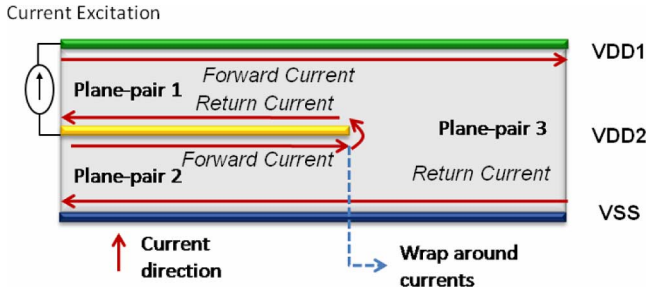 Current Excitation
VDD1
Forward Current
Plane-pair 1
Return Current
Plane-pair 3
VDD2
Forward Current
Plane-pair 2
Return Current
VSS
Current
direction
Wrap around
currents